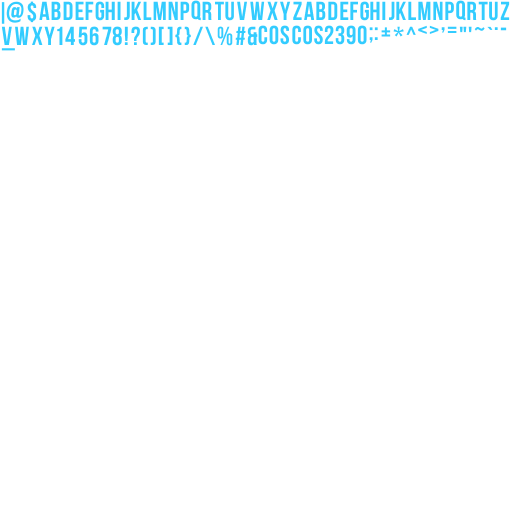 |@$ABDEFGHIJKLMNPQRTUVWXYZABDEFGHIJKLMNPQRTUZ
VWXY145678!?()[]{}/\%#&COSCOS2390;:±*^<>,=“!~`.-
_